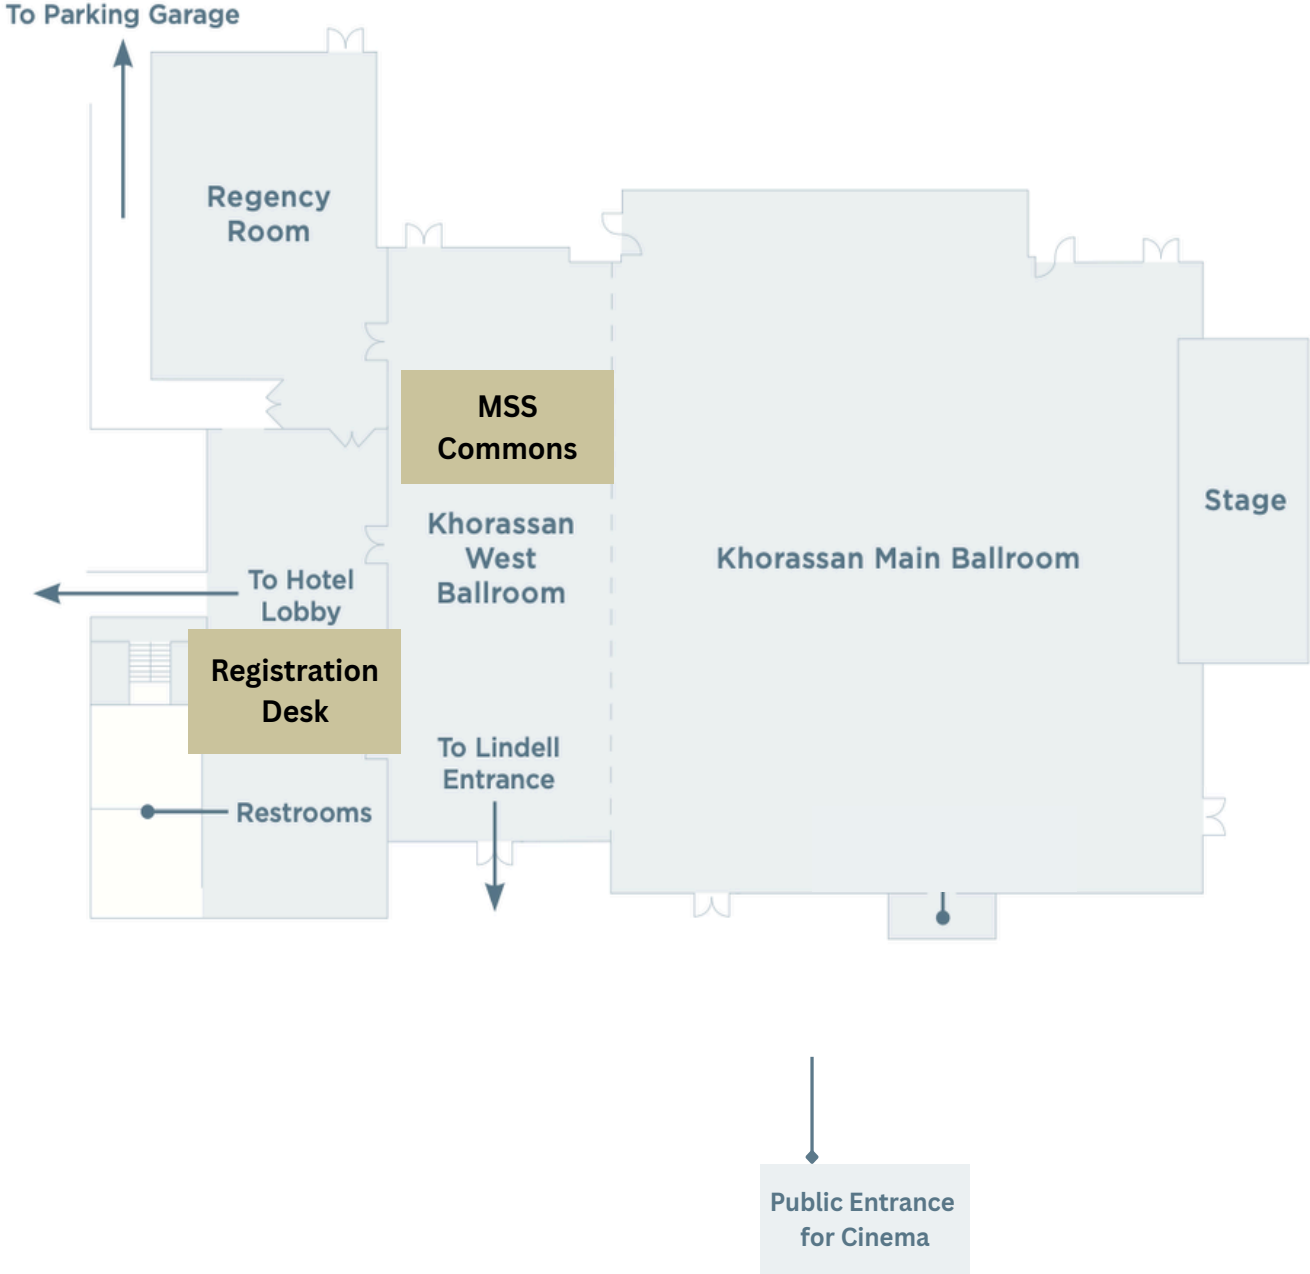 To Parking Garage
Regency
Room
MSS
Commons
Khorassan
West
Ballroom
Khorassan Main Ballroom
Stage
To Hotel
Lobby
Registration
Desk
To Lindell
Entrance
Restrooms
Public Entrance
for Cinema